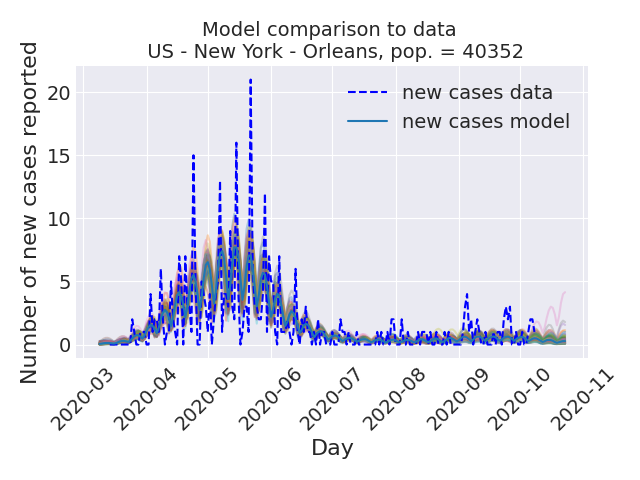 Model comparison to data
US - New York - Orleans, pop. = 40352
Number of new cases reported
20
15
10
5
0
new cases data
new cases model
2020-03
2020-04
2020-05
2020-06
2020-07
2020-08
2020-09
2020-10
2020-11
Day